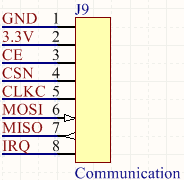 J9
GND 1
3.3V 2
CE 3
CSN 4
CLKC 5
MOSI 6
MISO 7
IRQ 8
Communication